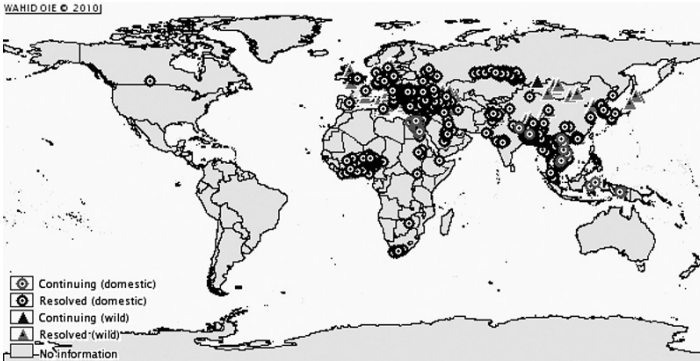 WAHID OIE © 2010
Continuing (domestic)
Resolved (domestic)
Continuing (wild)
Resolved (wild)
No information